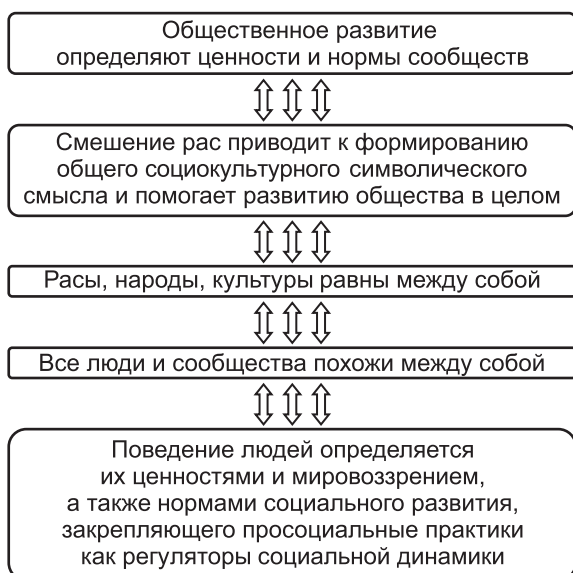 Общественное развитие
определяют ценности и нормы сообществ
Смешение рас приводит к формированию
общего социокультурного символического
смысла и помогает развитию общества в целом
Расы, народы, культуры равны между собой
Все люди и сообщества похожи между собой
Поведение людей определяется
их ценностями и мировоззрением,
а также нормами социального развития,
закрепляющего просоциальные практики
как регуляторы социальной динамики